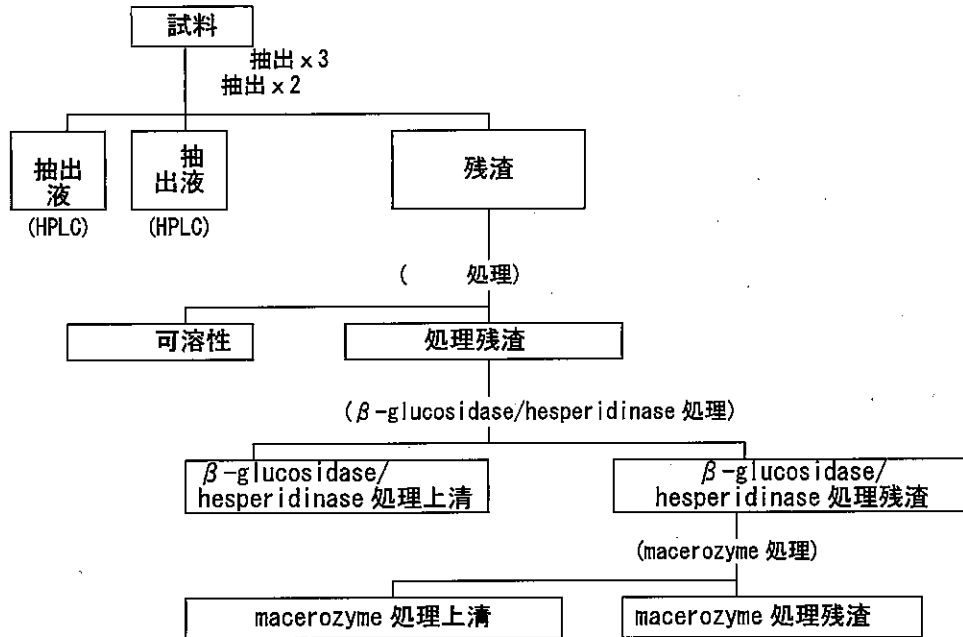 試料
抽出×3
抽出×2
抽出
液
(HPLC)
抽
出液
(HPLC)
残渣
( 処理)
可溶性
処理残渣
(β-glucosidase/hesperidinase 処理)
β-glucosidase/
hesperidinase 処理上清
β-glucosidase/
hesperidinase 処理残渣
(macerozyme 処理)
macerozyme 処理上清
macerozyme 処理残渣